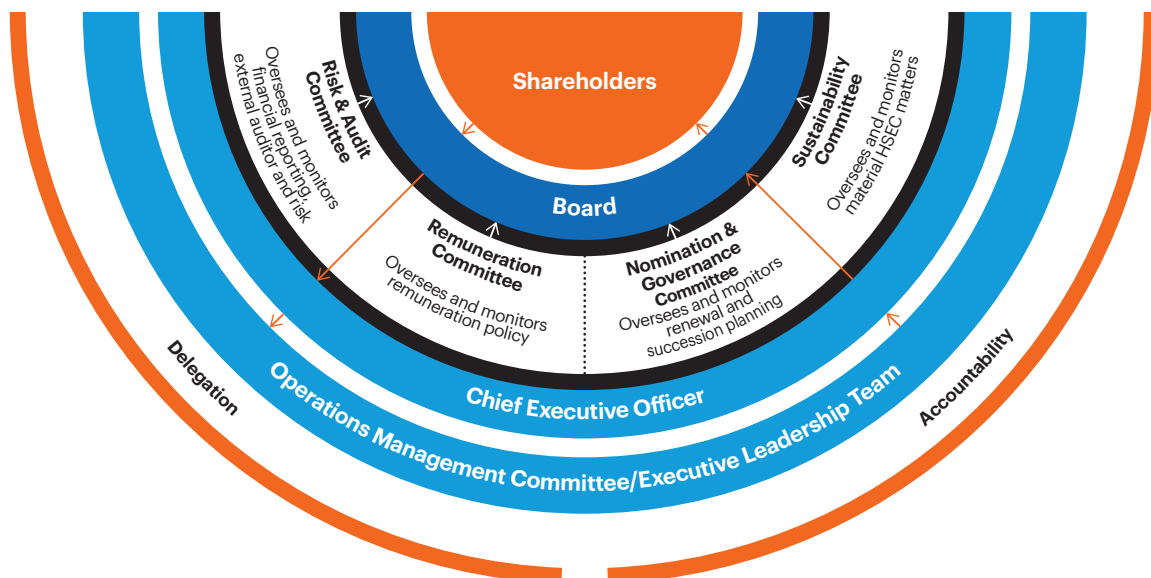 Shareholders
Board
Risk & Audit
Committee
Oversees and monitors
financial reporting,
external auditor and risk
Remuneration
Committee
Oversees and monitors
remuneration policy
Nomination &
Governance
Committee
Oversees and monitors
renewal and
succession planning
Sustainability
Committee
Oversees and monitors
material HSEC matters
Chief Executive Officer
Operations Management Committee/Executive Leadership Team
Delegation
Accountability